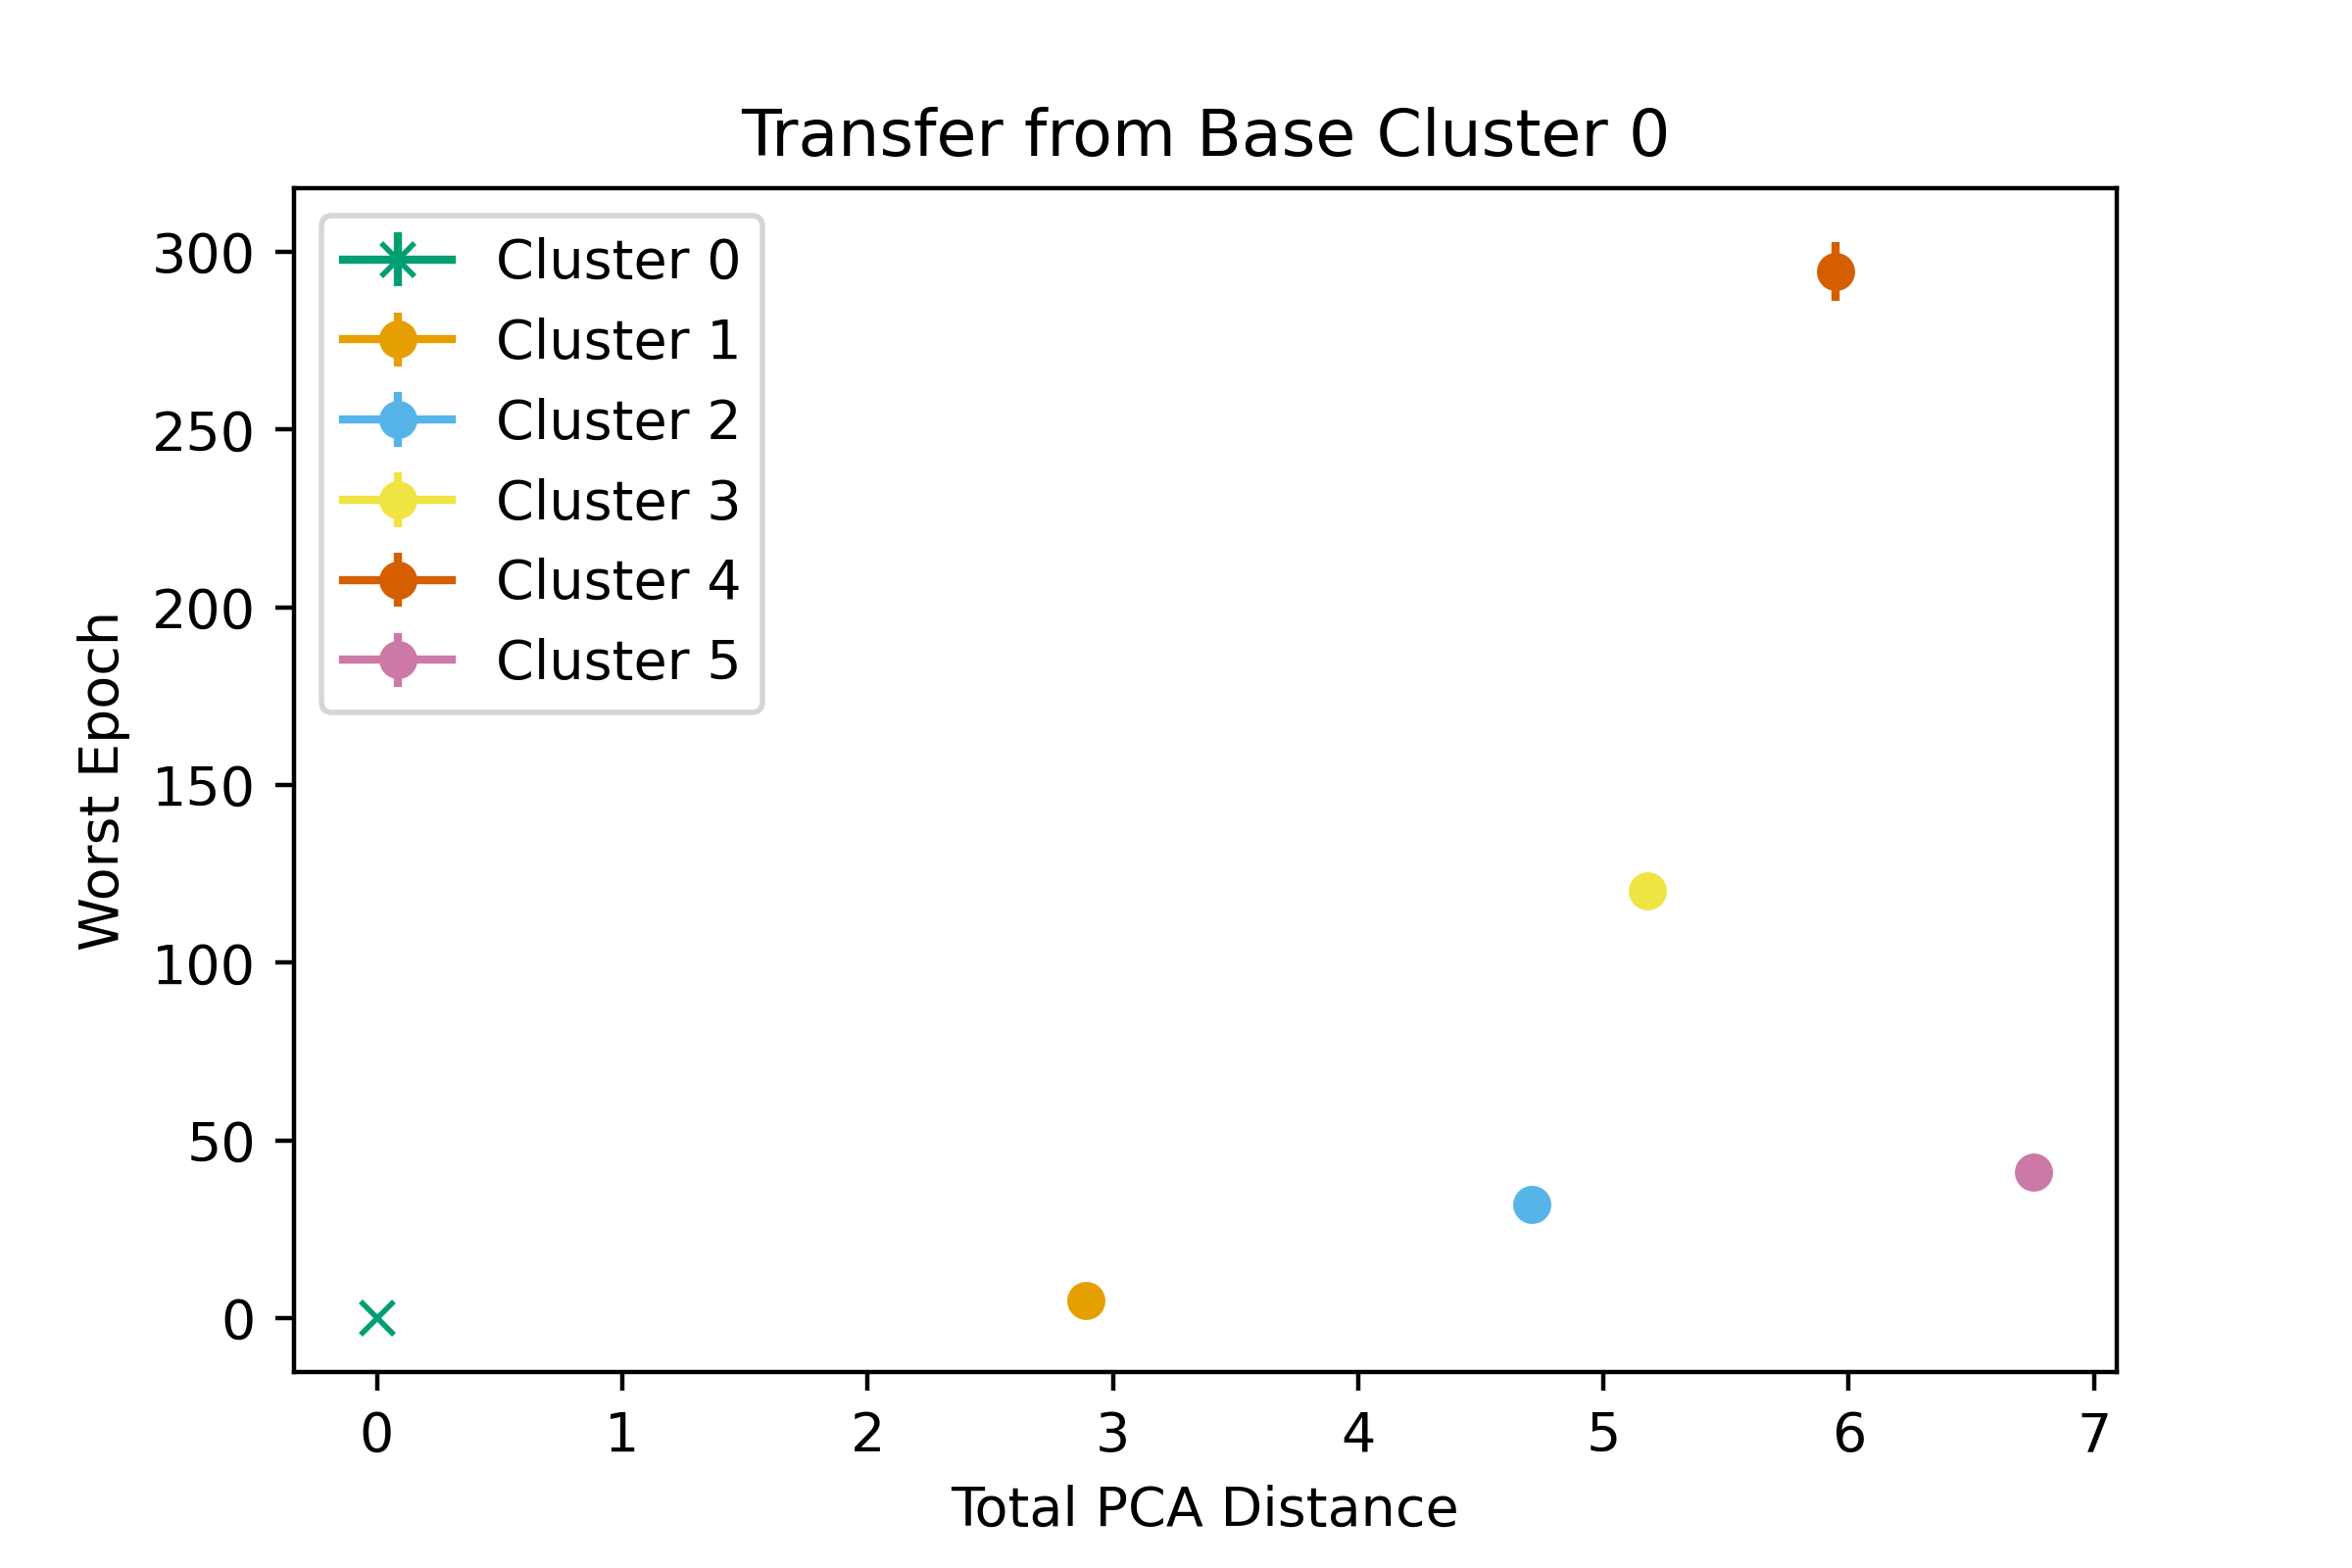 Transfer from Base Cluster 0
Cluster 0
Cluster 1
Cluster 2
Cluster 3
Cluster 4
Cluster 5
Worst Epoch
300
250
200
150
100
50
0
0 1 2 3 4 5 6 7
Total PCA Distance